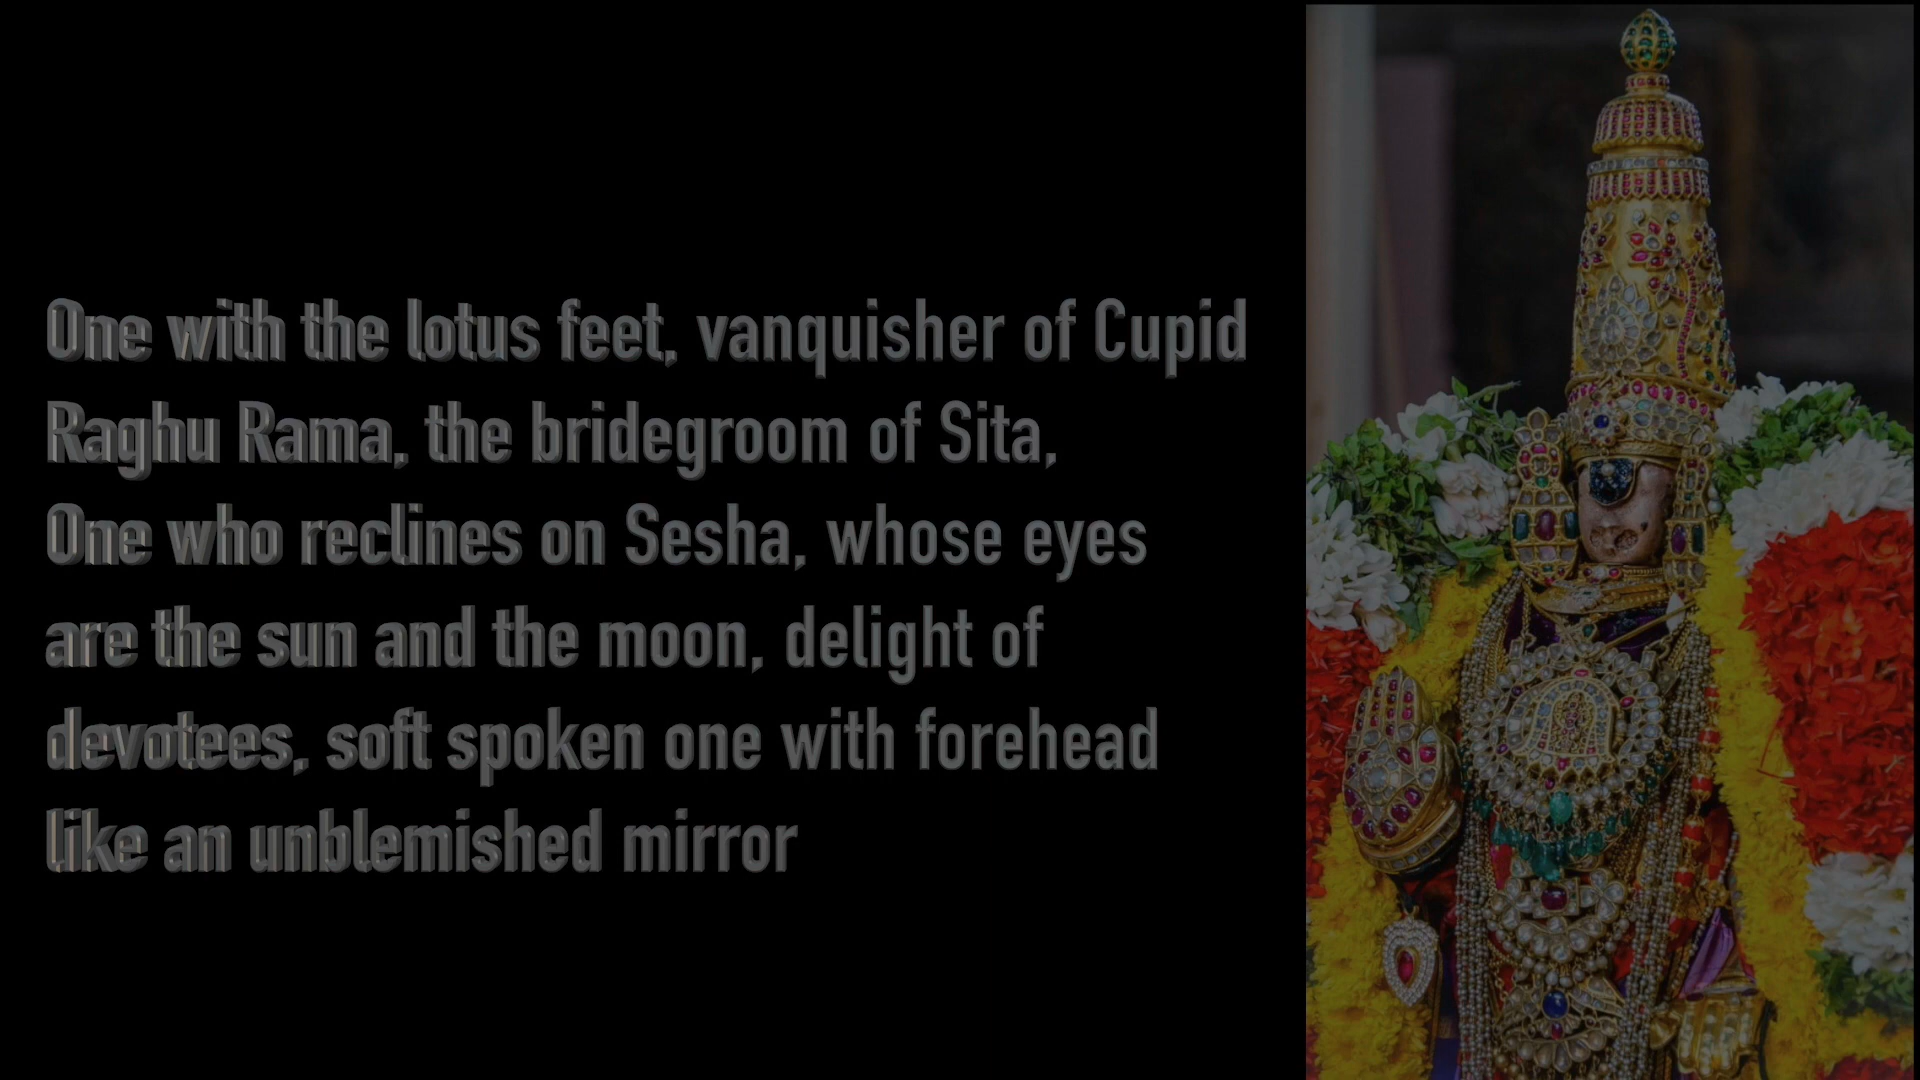 One with the lotus feet, vanquisher of Cupid
Raghu Rama, the bridegroom of Sita,
One who reclines on Sesha, whose eyes
are the sun and the moon, delight of
devotees, soft spoken one with forehead
like an unblemished mirror